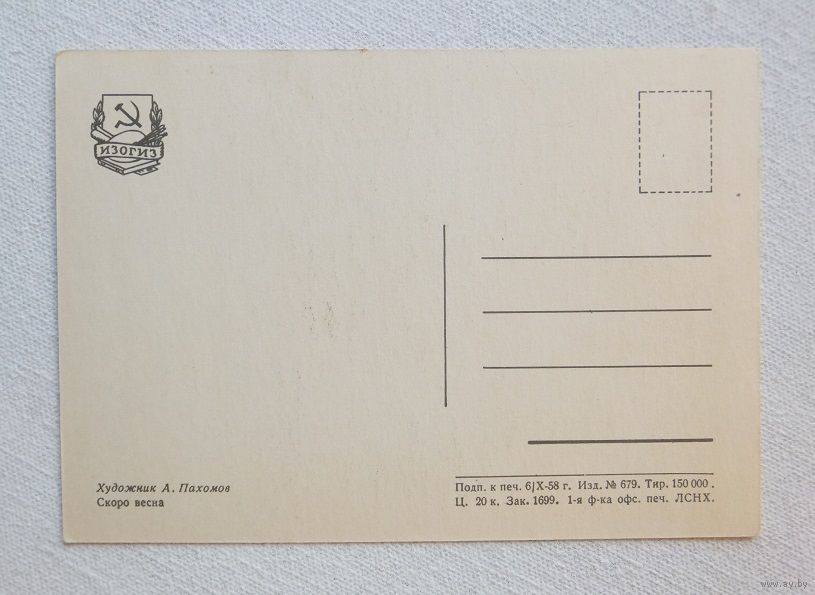 ИЗОГИЗ
Художник А. Пахомов
Скоро весна
Подп. к печ. 6/X-58 г. Изд. № 679. Тир. 150 000.
Ц. 20 к. Зак. 1699. 1-я ф-ка офс. печ. ЛСНХ.
www.ay.by